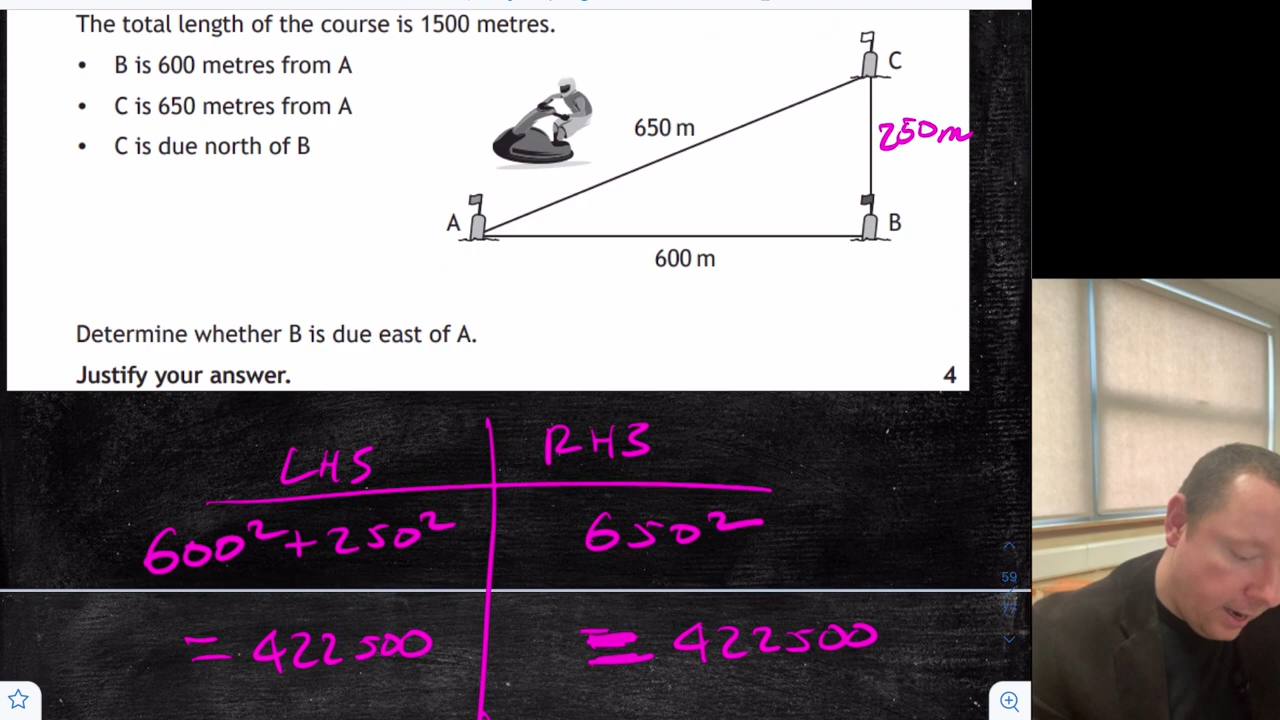 The total length of the course is 1500 metres.
• B is 600 metres from A
• C is 650 metres from A
• C is due north of B
C
650 m
250m
A
B
600 m
Determine whether B is due east of A.
Justify your answer.
4
LHS
RHS
600²+250²
650²
= 422500
= 422500
59